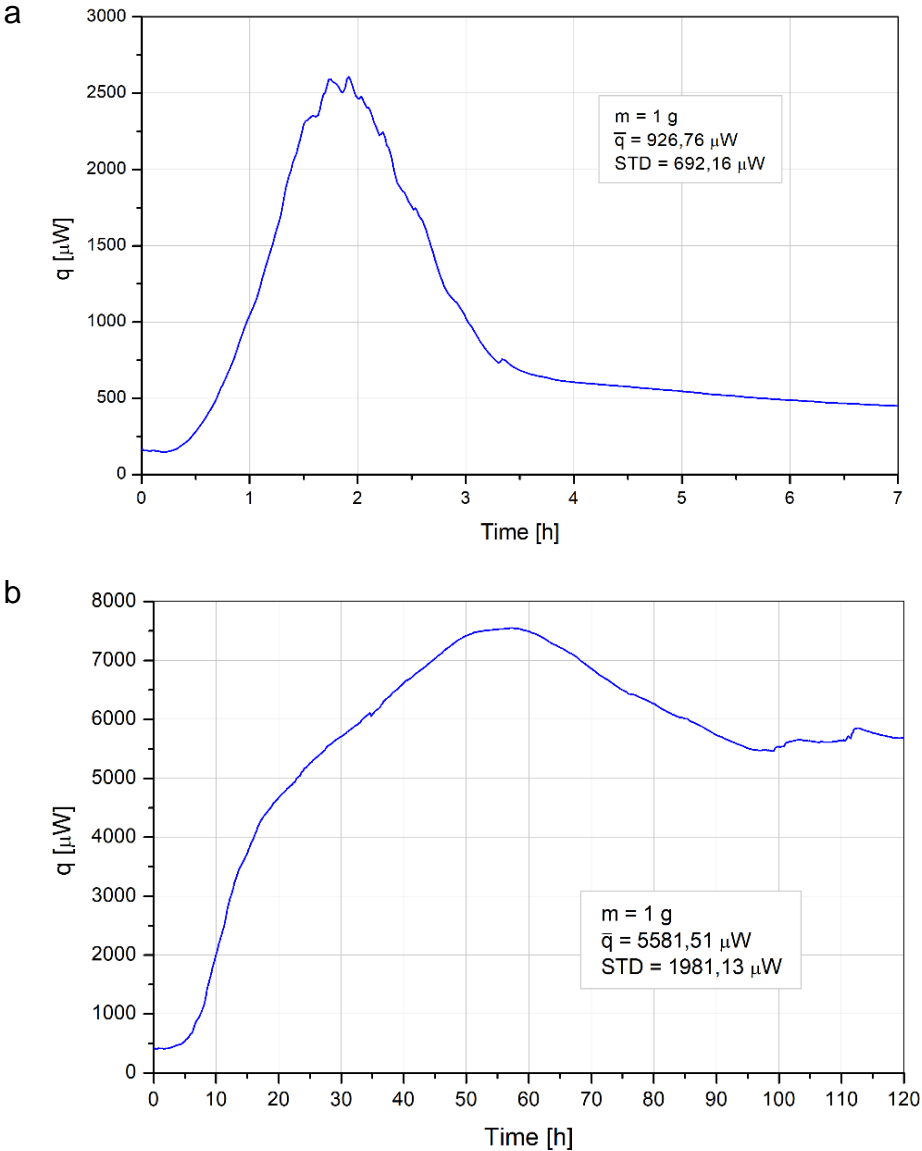 a
3000
2500
2000
1500
1000
500
0
q [μW]
m = 1 g
q̅ = 926,76 μW
STD = 692,16 μW
0 1 2 3 4 5 6 7
Time [h]
b
8000
7000
6000
5000
4000
3000
2000
1000
0
q [μW]
m = 1 g
q̅ = 5581,51 μW
STD = 1981,13 μW
0 10 20 30 40 50 60 70 80 90 100 110 120
Time [h]